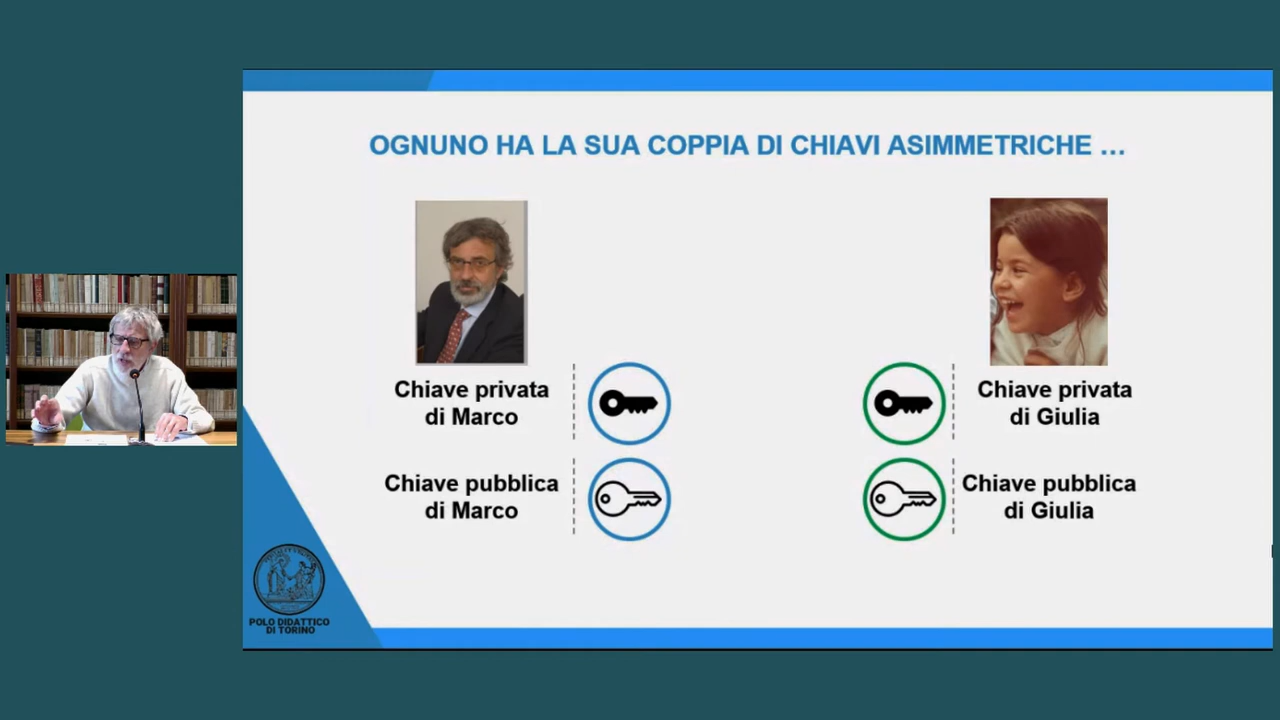 OGNUNO HA LA SUA COPPIA DI CHIAVI ASIMMETRICHE ...
Chiave privata
di Marco
Chiave privata
di Giulia
Chiave pubblica
di Marco
Chiave pubblica
di Giulia
POLO DIDATTICO
DI TORINO